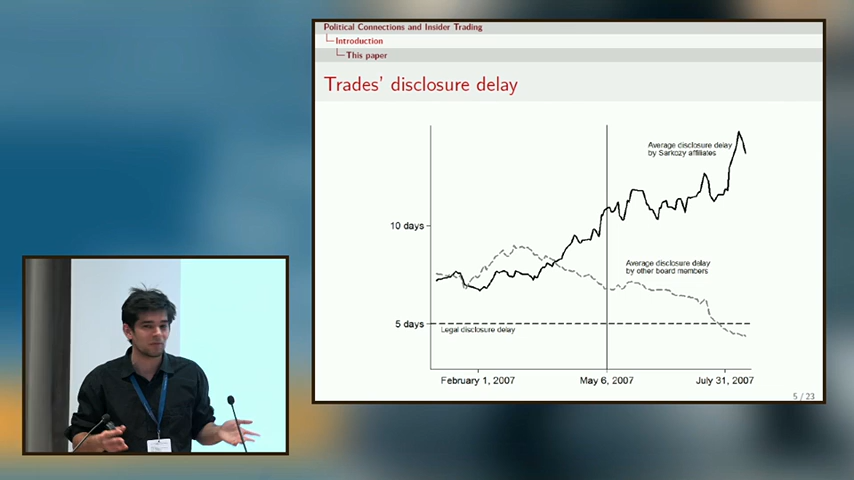 Political Connections and Insider Trading
Introduction
This paper
Trades' disclosure delay
Average disclosure delay
by Sarkozy affiliates
10 days
Average disclosure delay
by other board members
5 days
Legal disclosure delay
February 1, 2007
May 6, 2007
July 31, 2007
5 / 23